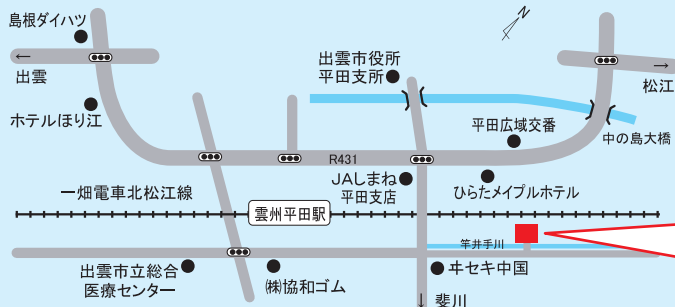 島根ダイハツ
N
←
出雲
出雲市役所
平田支所
→
松江
ホテルほり江
平田広域交番
中の島大橋
R431
JAしまね
平田支店
ひらたメイプルホテル
一畑電車北松江線
雲州平田駅
竿井手川
出雲市立総合
医療センター
㈱協和ゴム
ヰセキ中国
↓ 斐川